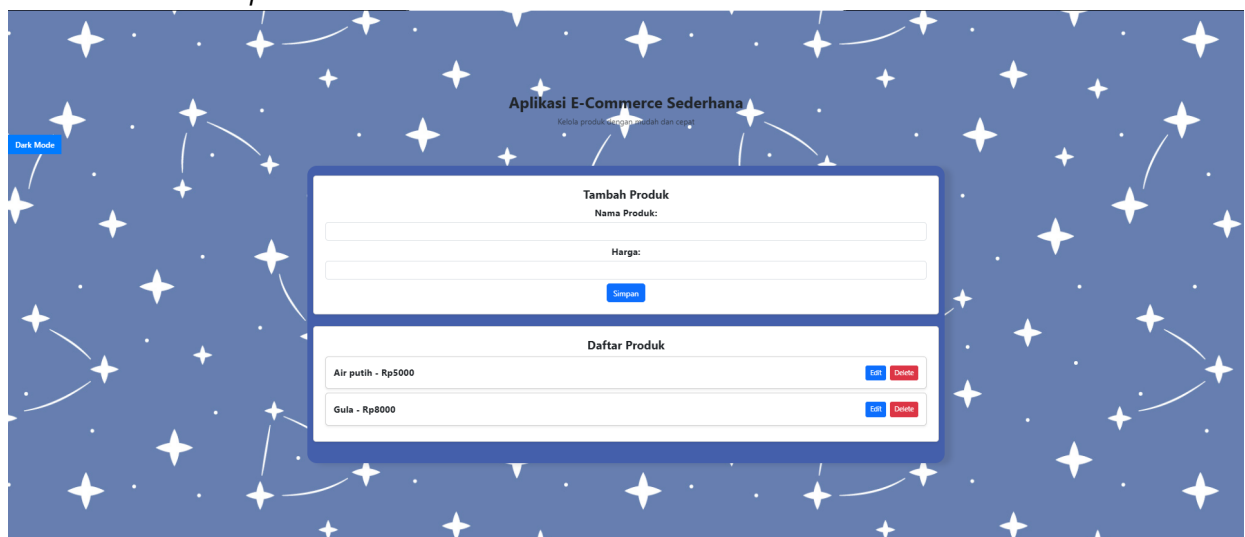 Aplikasi E-Commerce Sederhana
Kelola produk dengan mudah dan cepat
Dark Mode
Tambah Produk
Nama Produk:
Harga:
Simpan
Daftar Produk
Air putih - Rp5000 Edit Delete
Gula - Rp8000 Edit Delete